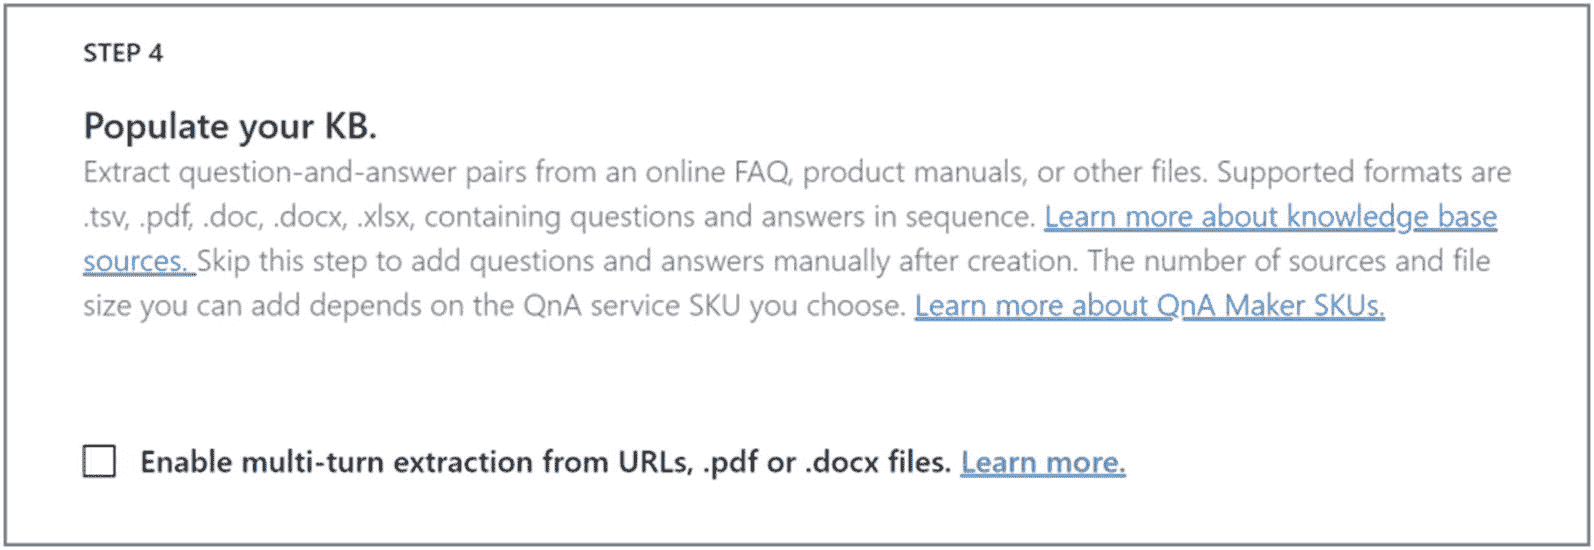 STEP 4
Populate your KB.
Extract question-and-answer pairs from an online FAQ, product manuals, or other files. Supported formats are
.tsv, .pdf, .doc, .docx, .xlsx, containing questions and answers in sequence. Learn more about knowledge base
sources. Skip this step to add questions and answers manually after creation. The number of sources and file
size you can add depends on the QnA service SKU you choose. Learn more about QnA Maker SKUs.
Enable multi-turn extraction from URLs, .pdf or .docx files. Learn more.